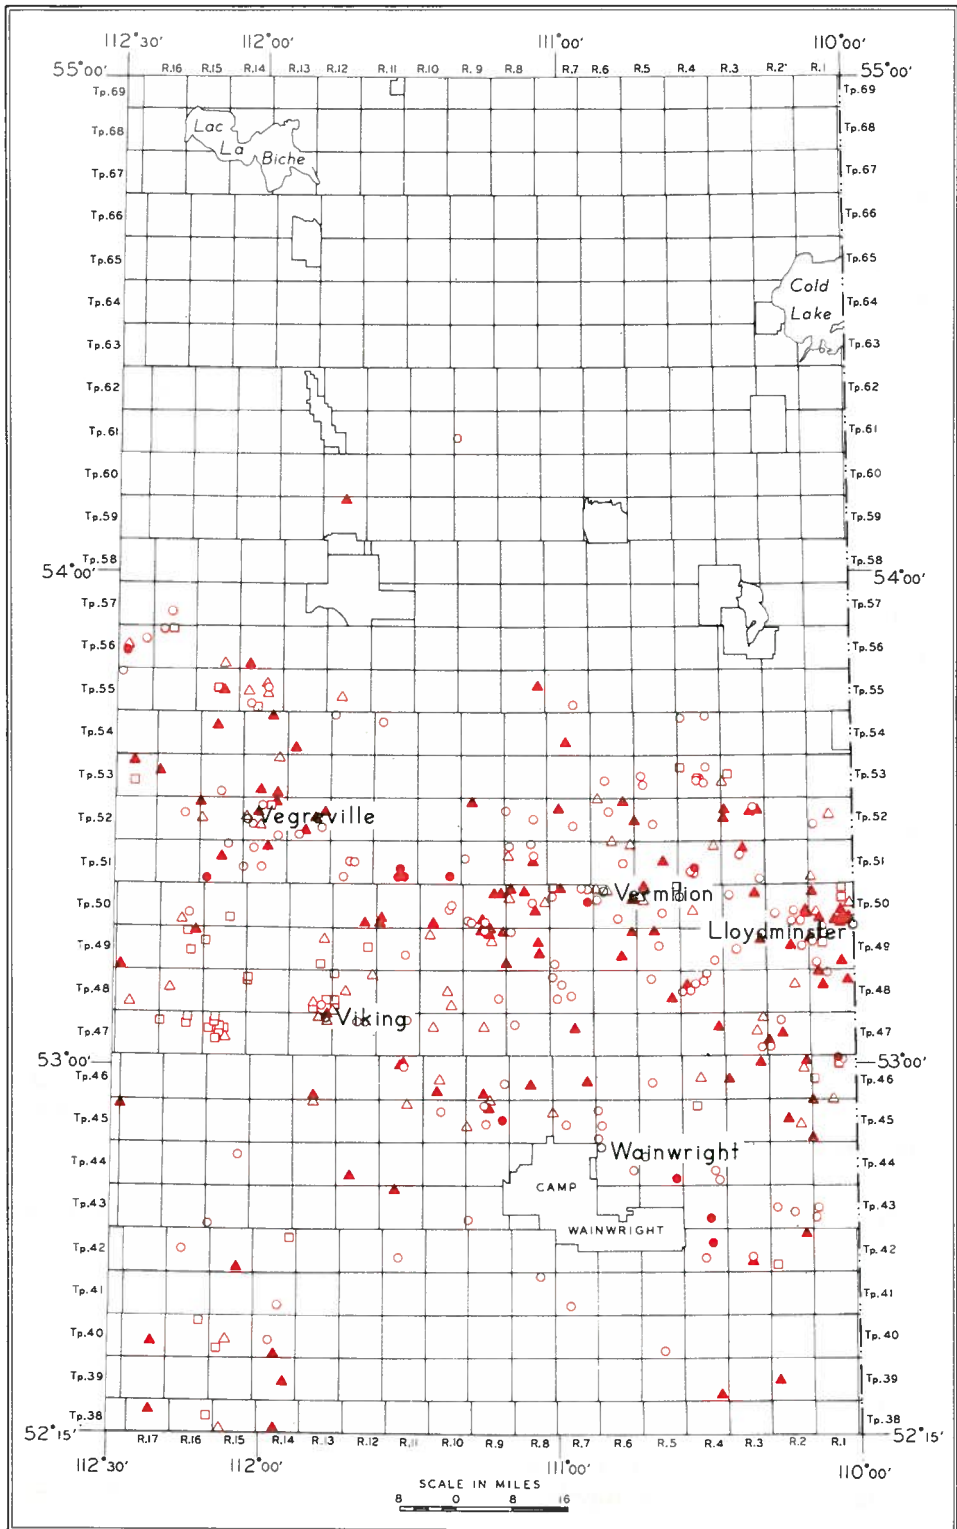 112°30' 112°00' 111°00' 110°00'
55°00' R.16 R.15 R.14 R.13 R.12 R.11 R.10 R.9 R.8 R.7 R.6 R.5 R.4 R.3 R.2 R.1 55°00'
Tp.69 Tp.69
Lac
Tp.68 Tp.68
La
Biche
Tp.67 Tp.67
Tp.66 Tp.66
Tp.65 Tp.65
Cold
Tp.64 Tp.64
Lake
Tp.63 Tp.63
Tp.62 Tp.62
Tp.61 Tp.61
Tp.60 Tp.60
Tp.59 Tp.59
Tp.58 Tp.58
54°00' 54°00'
Tp.57 Tp.57
Tp.56 Tp.56
Tp.55 Tp.55
Tp.54 Tp.54
Tp.53 Tp.53
Tp.52 Vegreville Tp.52
Tp.51 Tp.51
Tp.50 Vermilion Tp.50
Lloydminster
Tp.49 Tp.49
Tp.48 Tp.48
Viking
Tp.47 Tp.47
53°00' 53°00'
Tp.46 Tp.46
Tp.45 Tp.45
Wainwright
Tp.44 Tp.44
CAMP
Tp.43 Tp.43
WAINWRIGHT
Tp.42 Tp.42
Tp.41 Tp.41
Tp.40 Tp.40
Tp.39 Tp.39
Tp.38 Tp.38
52°15' R.17 R.16 R.15 R.14 R.13 R.12 R.11 R.10 R.9 R.8 R.7 R.6 R.5 R.4 R.3 R.2 R.1 52°15'
112°30' 112°00' 111°00' 110°00'
SCALE IN MILES
8 0 8 16